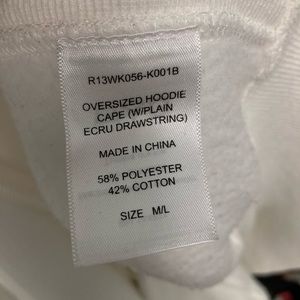 R13WK056-K001B
OVERSIZED HOODIE
CAPE (W/PLAIN
ECRU DRAWSTRING)
MADE IN CHINA
58% POLYESTER
42% COTTON
SIZE M/L